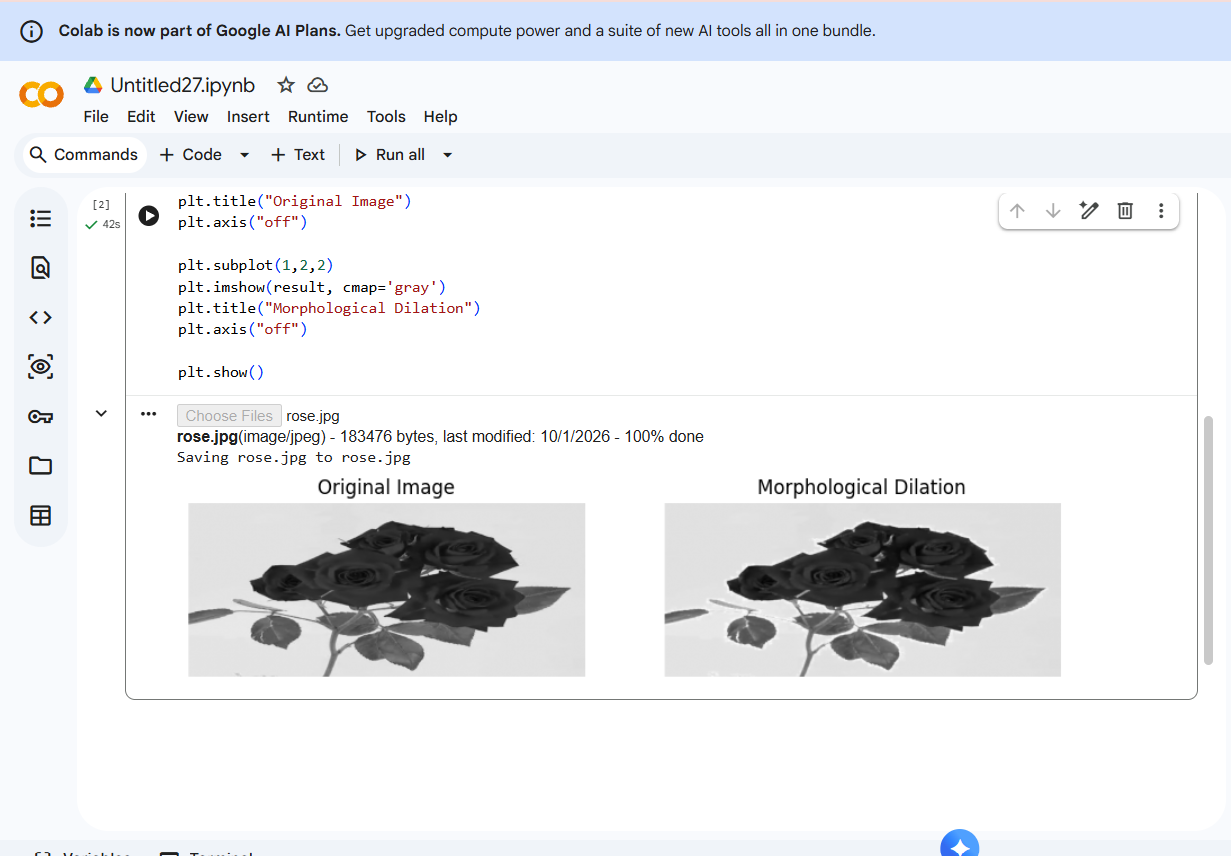 Colab is now part of Google AI Plans. Get upgraded compute power and a suite of new AI tools all in one bundle.
Untitled27.ipynb
File Edit View Insert Runtime Tools Help
Commands + Code + Text Run all
[2]
42s
plt.title("Original Image")
plt.axis("off")
plt.subplot(1,2,2)
plt.imshow(result, cmap='gray')
plt.title("Morphological Dilation")
plt.axis("off")
plt.show()
Choose Files rose.jpg
rose.jpg(image/jpeg) - 183476 bytes, last modified: 10/1/2026 - 100% done
Saving rose.jpg to rose.jpg
Original Image Morphological Dilation
Variables Terminal